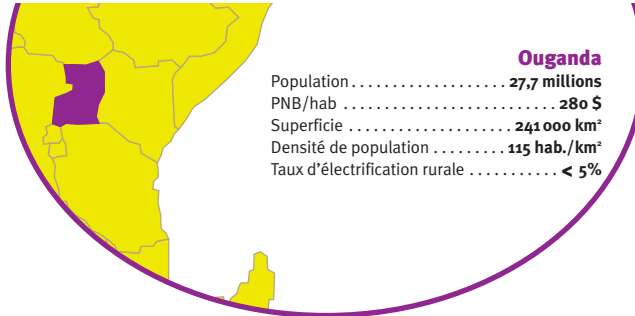 Ouganda
Population . . . . . . . . . . . . . . . . . . 27,7 millions
PNB/hab . . . . . . . . . . . . . . . . . . . . . . . . 280 $
Superficie . . . . . . . . . . . . . . . . . . 241 000 km²
Densité de population . . . . . . . . 115 hab./km²
Taux d'électrification rurale . . . . . . . . . . . < 5%